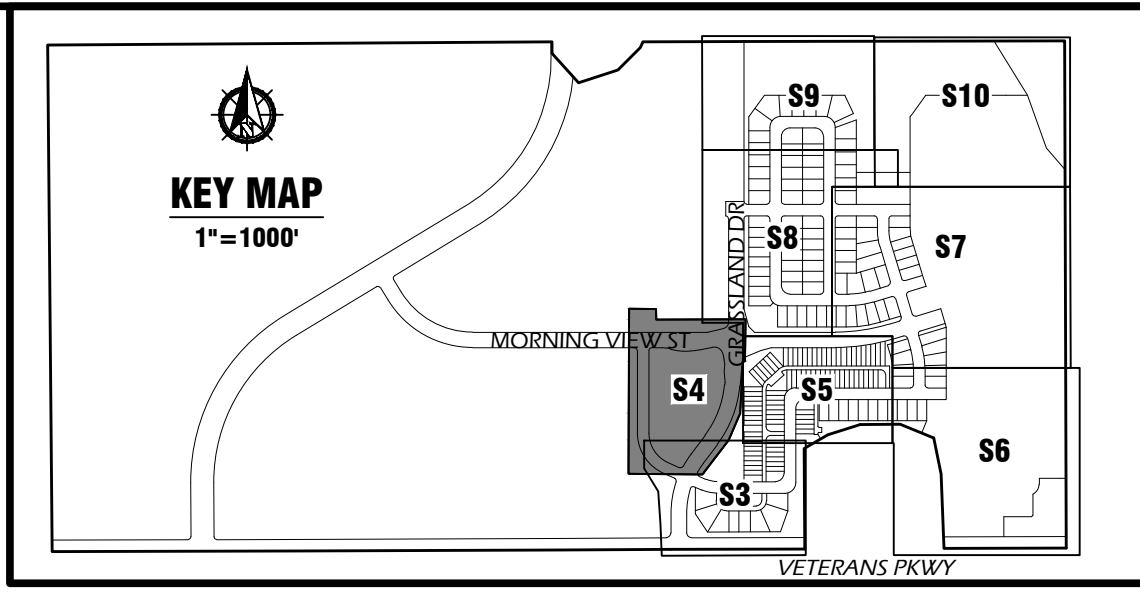 N
KEY MAP
1"=1000'
S9
S10
GRASSLAND DR
S8
S7
MORNING VIEW ST
S4
S5
S6
S3
VETERANS PKWY